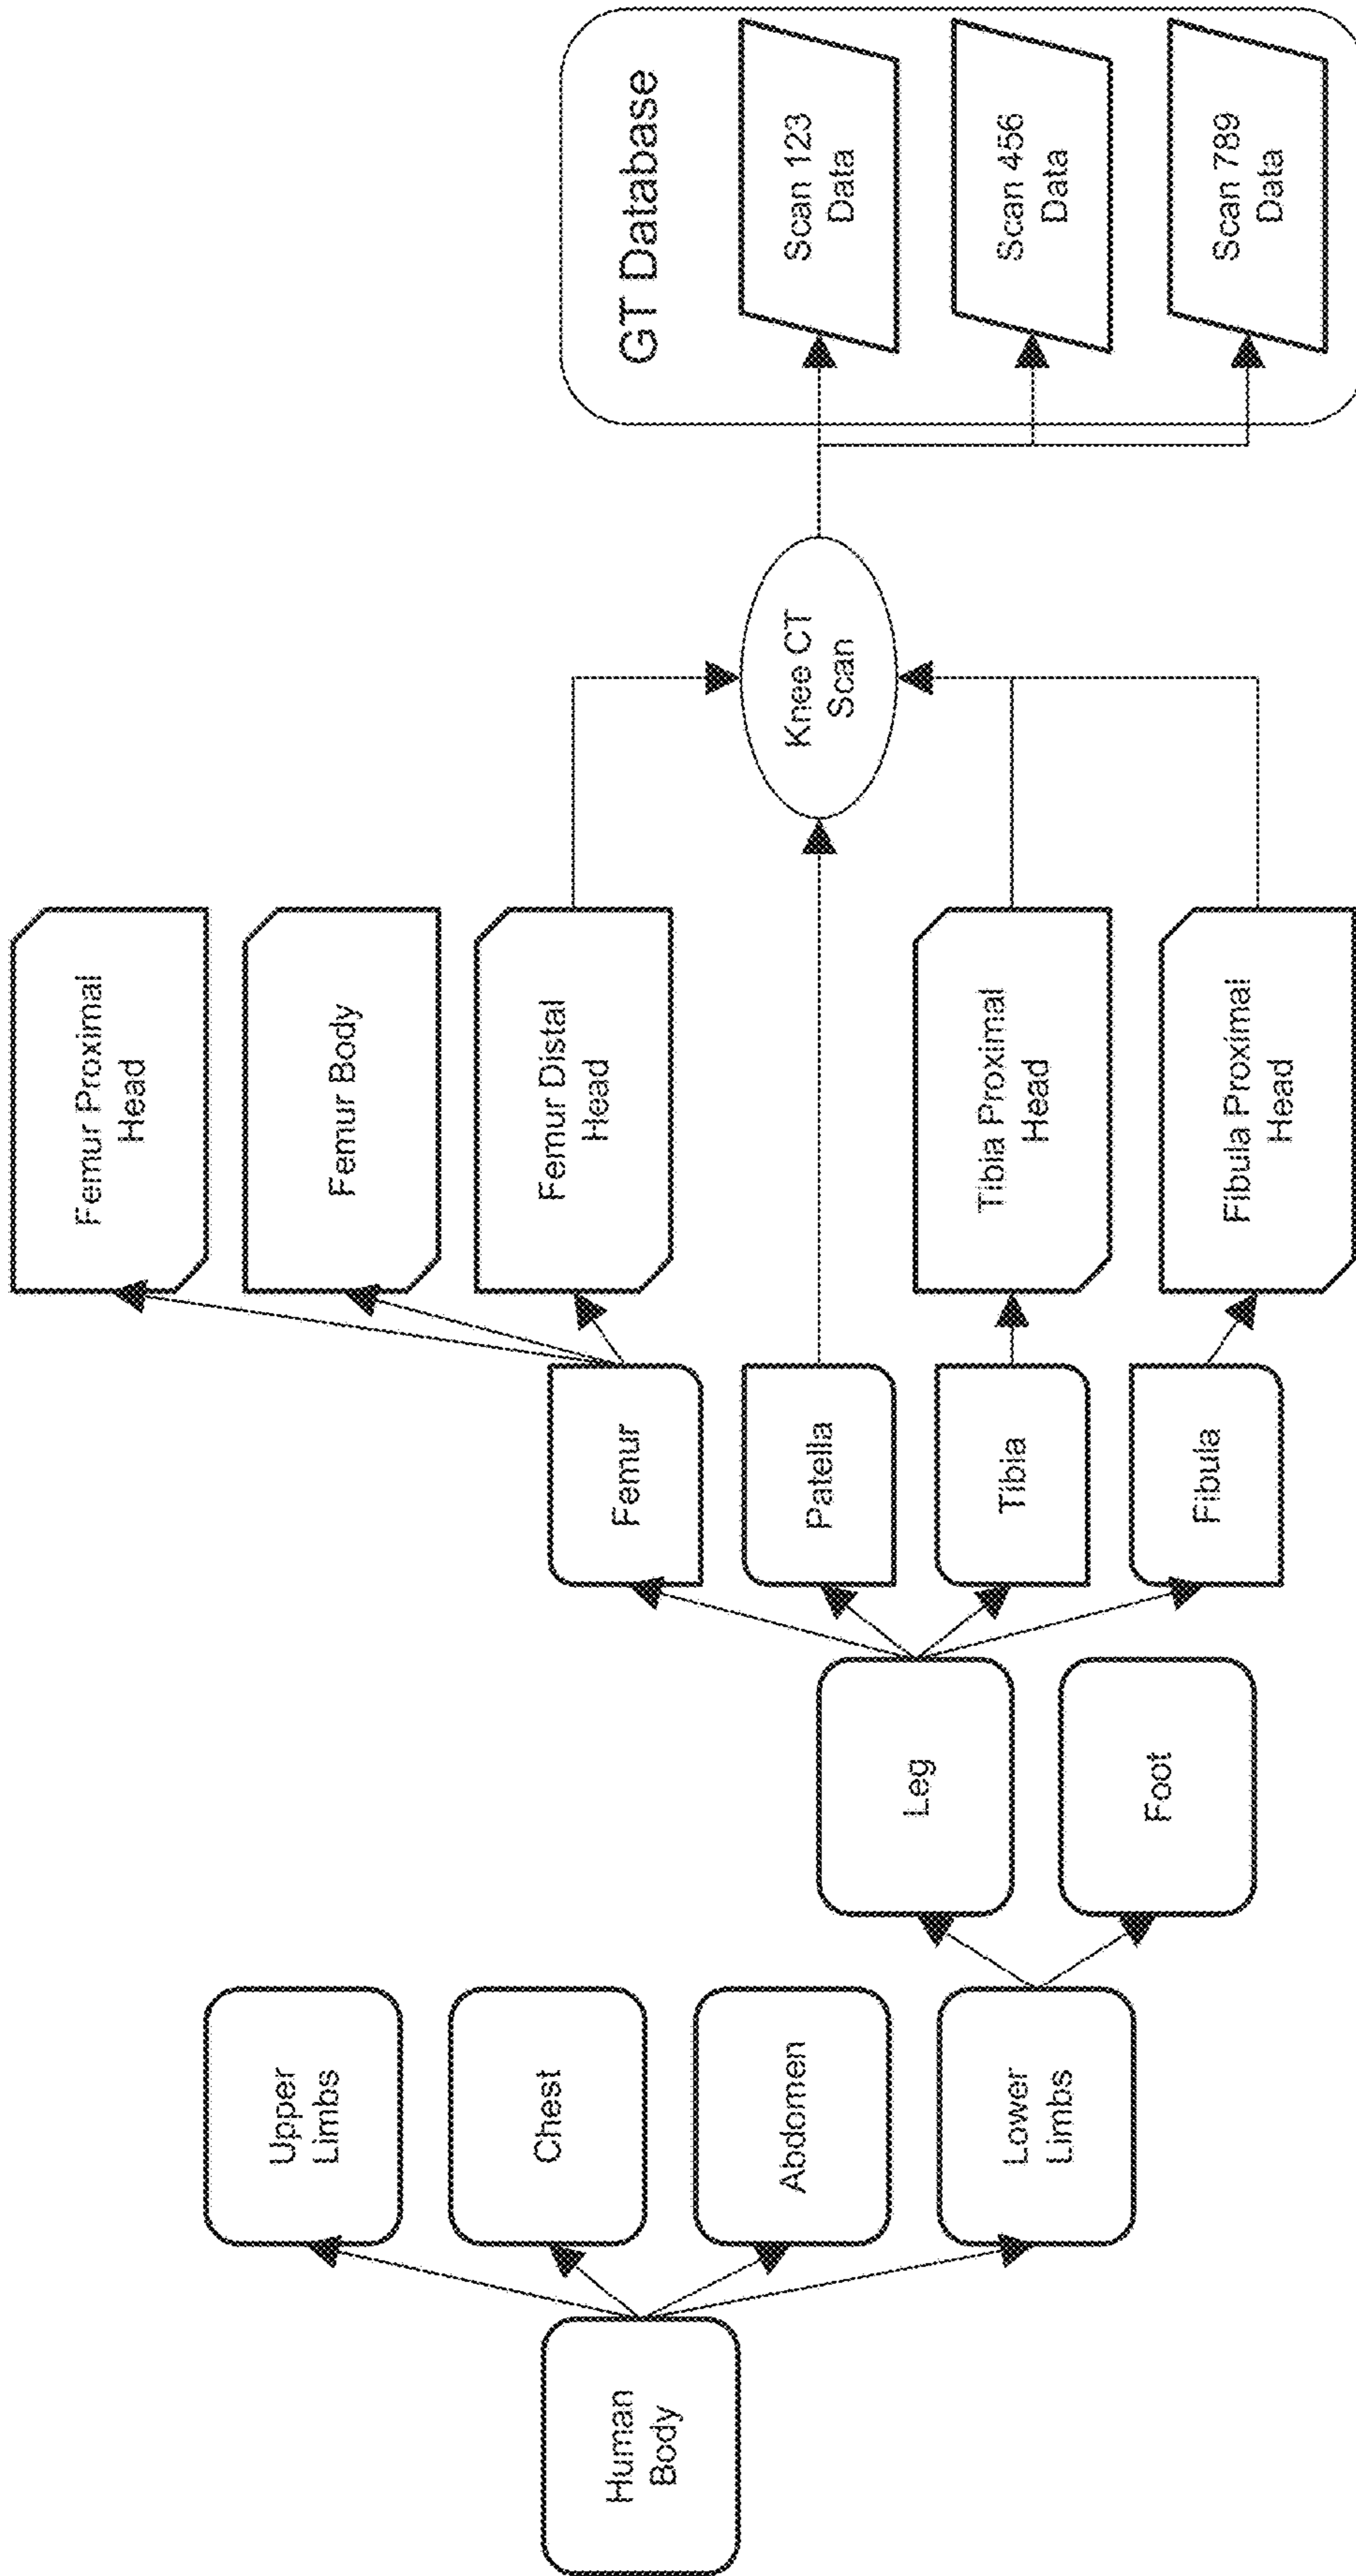 Human
Body
Upper
Limbs
Chest
Abdomen
Lower
Limbs
Leg
Foot
Femur
Patella
Tibia
Fibula
Femur Proximal
Head
Femur Body
Femur Distal
Head
Tibia Proximal
Head
Fibula Proximal
Head
Knee CT
Scan
GT Database
Scan 123
Data
Scan 456
Data
Scan 789
Data